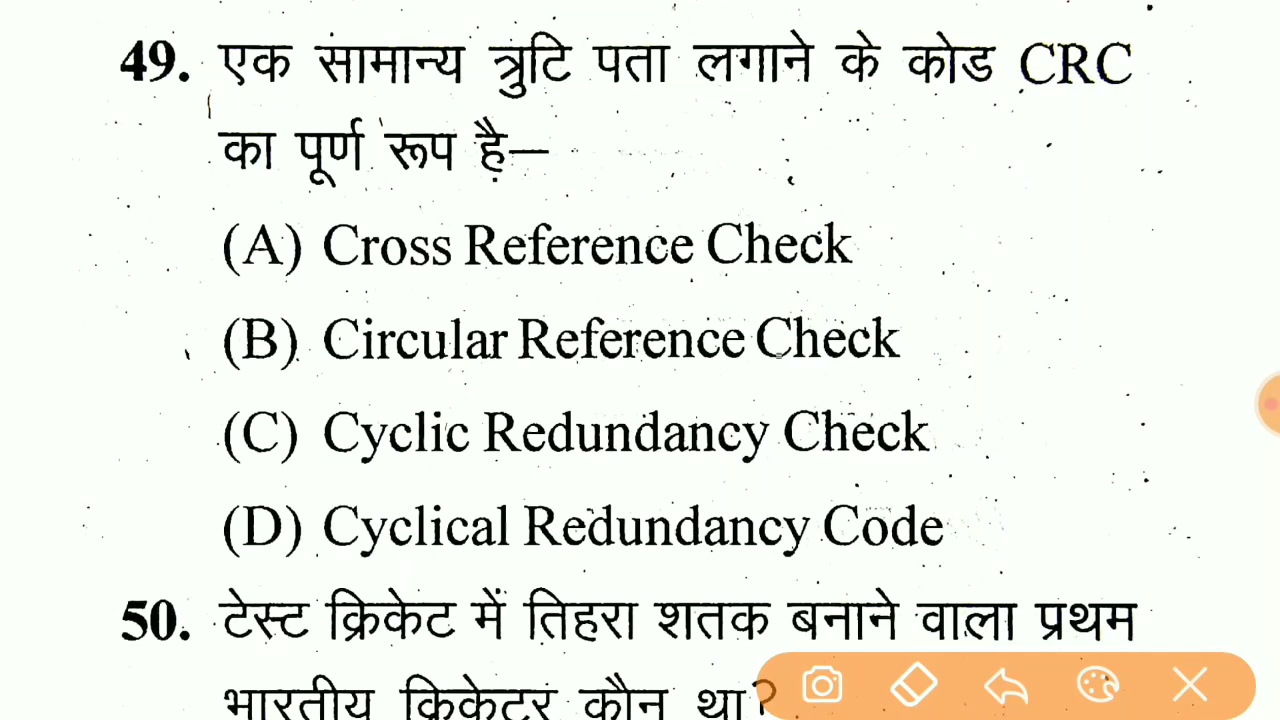 49. एक सामान्य त्रुटि पता लगाने के कोड CRC
का पूर्ण रूप है—
(A) Cross Reference Check
(B) Circular Reference Check
(C) Cyclic Redundancy Check
(D) Cyclical Redundancy Code
50. टेस्ट क्रिकेट में तिहरा शतक बनाने वाला प्रथम
भारतीय क्रिकेटर कौन था?